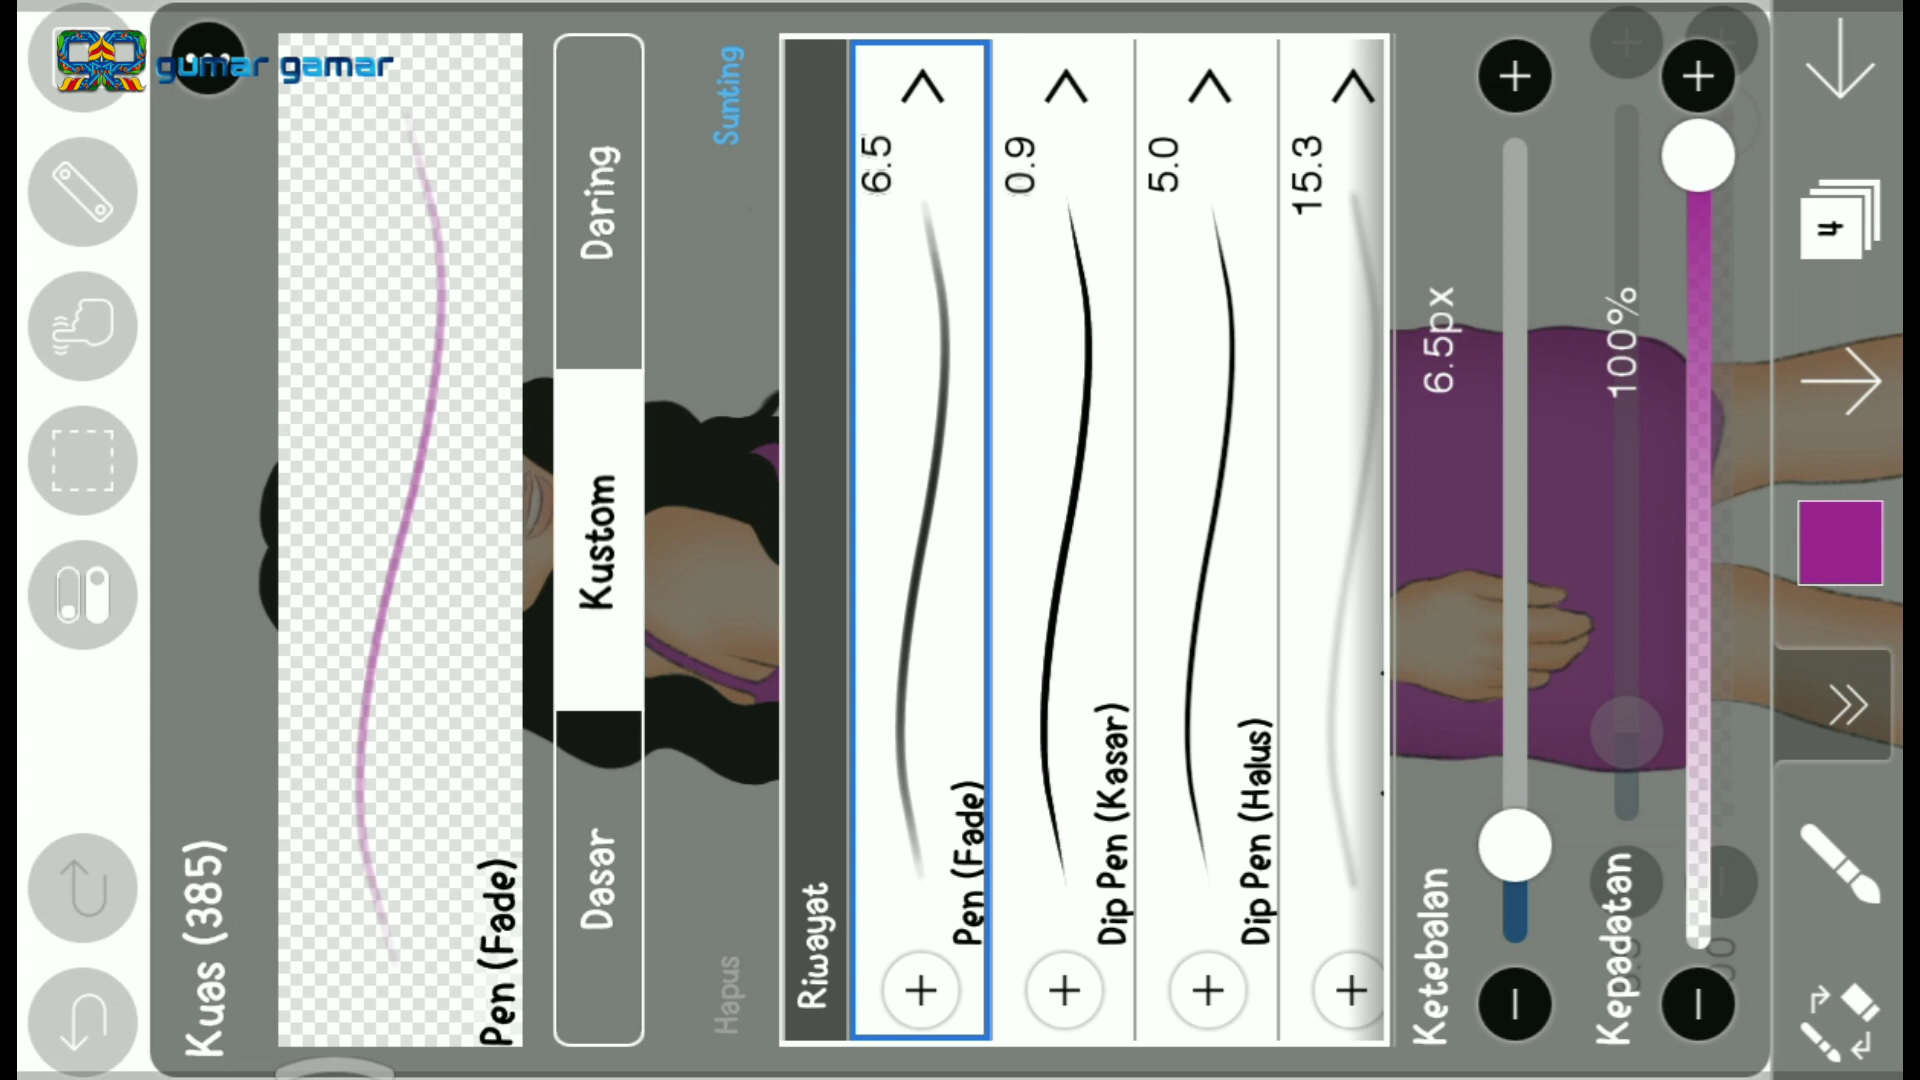 gumar gamar
Kuas (385)
Pen (Fade)
Dasar
Kustom
Daring
Hapus
Sunting
Riwayat
6.5
Pen (Fade)
0.9
Dip Pen (Kasar)
5.0
Dip Pen (Halus)
15.3
Ketebalan
6.5px
Kepadatan
100%
4